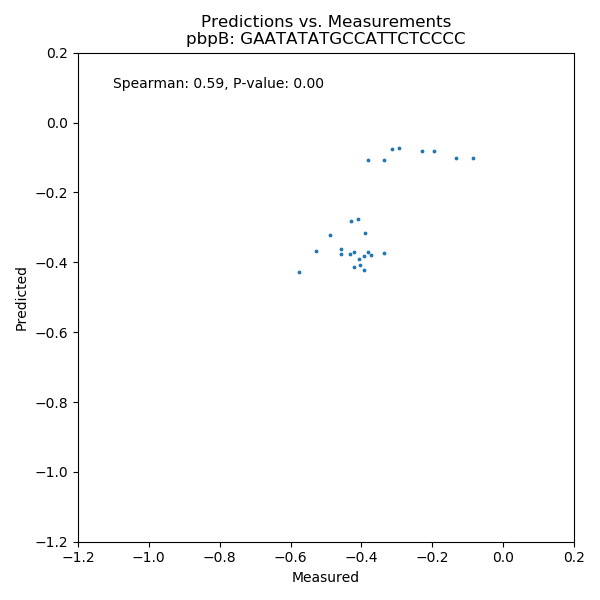 Predictions vs. Measurements
pbpB: GAATATATGCCATTCTCCCC
Spearman: 0.59, P-value: 0.00
0.2
0.0
−0.2
−0.4
−0.6
−0.8
−1.0
−1.2
Predicted
−1.2 −1.0 −0.8 −0.6 −0.4 −0.2 0.0 0.2
Measured